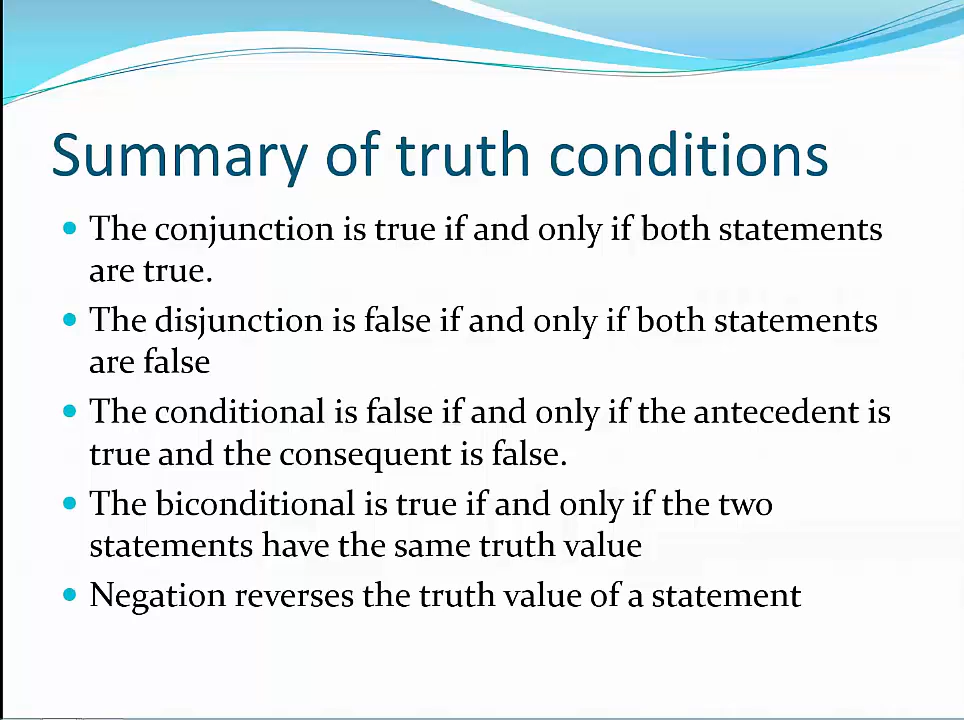 Summary of truth conditions
The conjunction is true if and only if both statements
are true.
The disjunction is false if and only if both statements
are false
The conditional is false if and only if the antecedent is
true and the consequent is false.
The biconditional is true if and only if the two
statements have the same truth value
Negation reverses the truth value of a statement